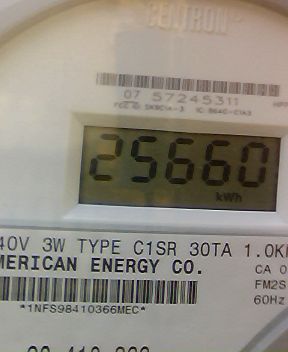 CENTRON
07 57245311
25660
kWh
40V 3W TYPE C1SR 30TA 1.0K
MERICAN ENERGY CO.
CA 0
FM2S
60Hz
*1NFS98410366MEC*